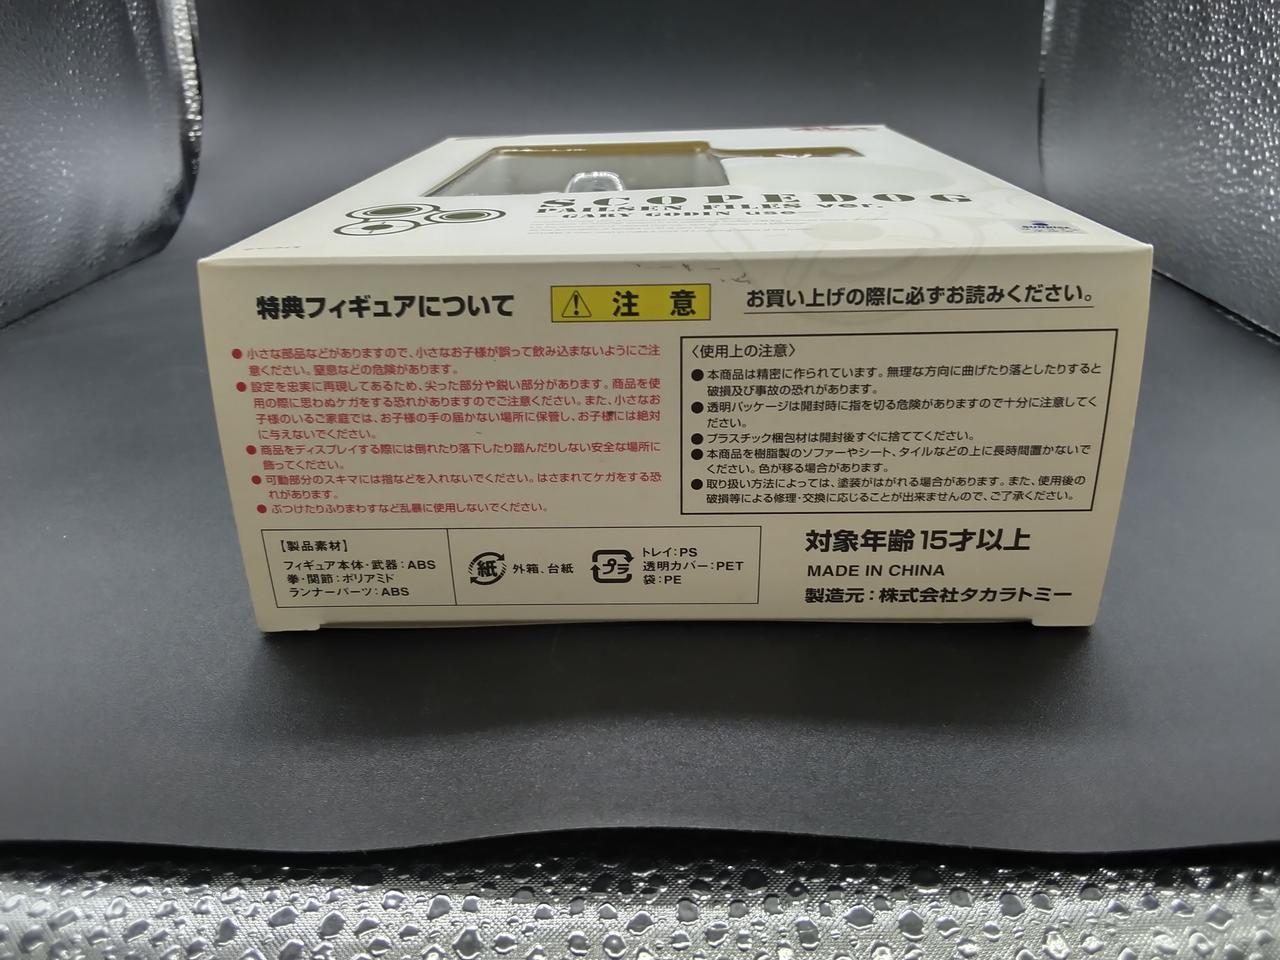 SCOPEDOG
PAILSEN FILES ver.
GARY GODIN use
SUNRISE
特典フィギュアについて
注 意
お買い上げの際に必ずお読みください。
●小さな部品などがありますので、小さなお子様が誤って飲み込まないようにご注
意ください。窒息などの危険があります。
●設定を忠実に再現してあるため、尖った部分や鋭い部分があります。商品を使
用の際に思わぬケガをする恐れがありますのでご注意ください。また、小さなお
子様のいるご家庭では、お子様の手の届かない場所に保管し、お子様には絶対
に与えないでください。
●商品をディスプレイする際には倒れたり落下したり踏んだりしない安全な場所に
飾ってください。
●可動部分のスキマには指などを入れないでください。はさまれてケガをする恐
れがあります。
●ぶつけたりふりまわすなど乱暴に使用しないでください。
〈使用上の注意〉
●本商品は精密に作られています。無理な方向に曲げたり落としたりすると
破損及び事故の恐れがあります。
●透明パッケージは開封時に指を切る危険がありますので十分に注意してく
ださい。
●プラスチック梱包材は開封後すぐに捨ててください。
●本商品を樹脂製のソファーやシート、タイルなどの上に長時間置かないで
ください。色が移る場合があります。
●取り扱い方法によっては、塗装がはがれる場合があります。また、使用後の
破損等による修理・交換に応じることが出来ませんので、ご了承ください。
【製品素材】
フィギュア本体・武器：ABS
拳・関節：ポリアミド
ランナーパーツ：ABS
紙
外箱、台紙
プラ
トレイ：PS
透明カバー：PET
袋：PE
対象年齢15才以上
MADE IN CHINA
製造元：株式会社タカラトミー